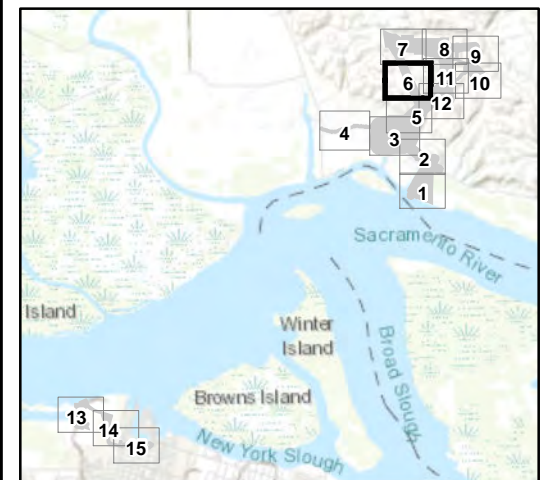 7 8 9
6 11 10
12
5
4 3
2
1
Sacramento River
Island
Winter
Island
Broad Slough
Browns Island
13
14
15
New York Slough